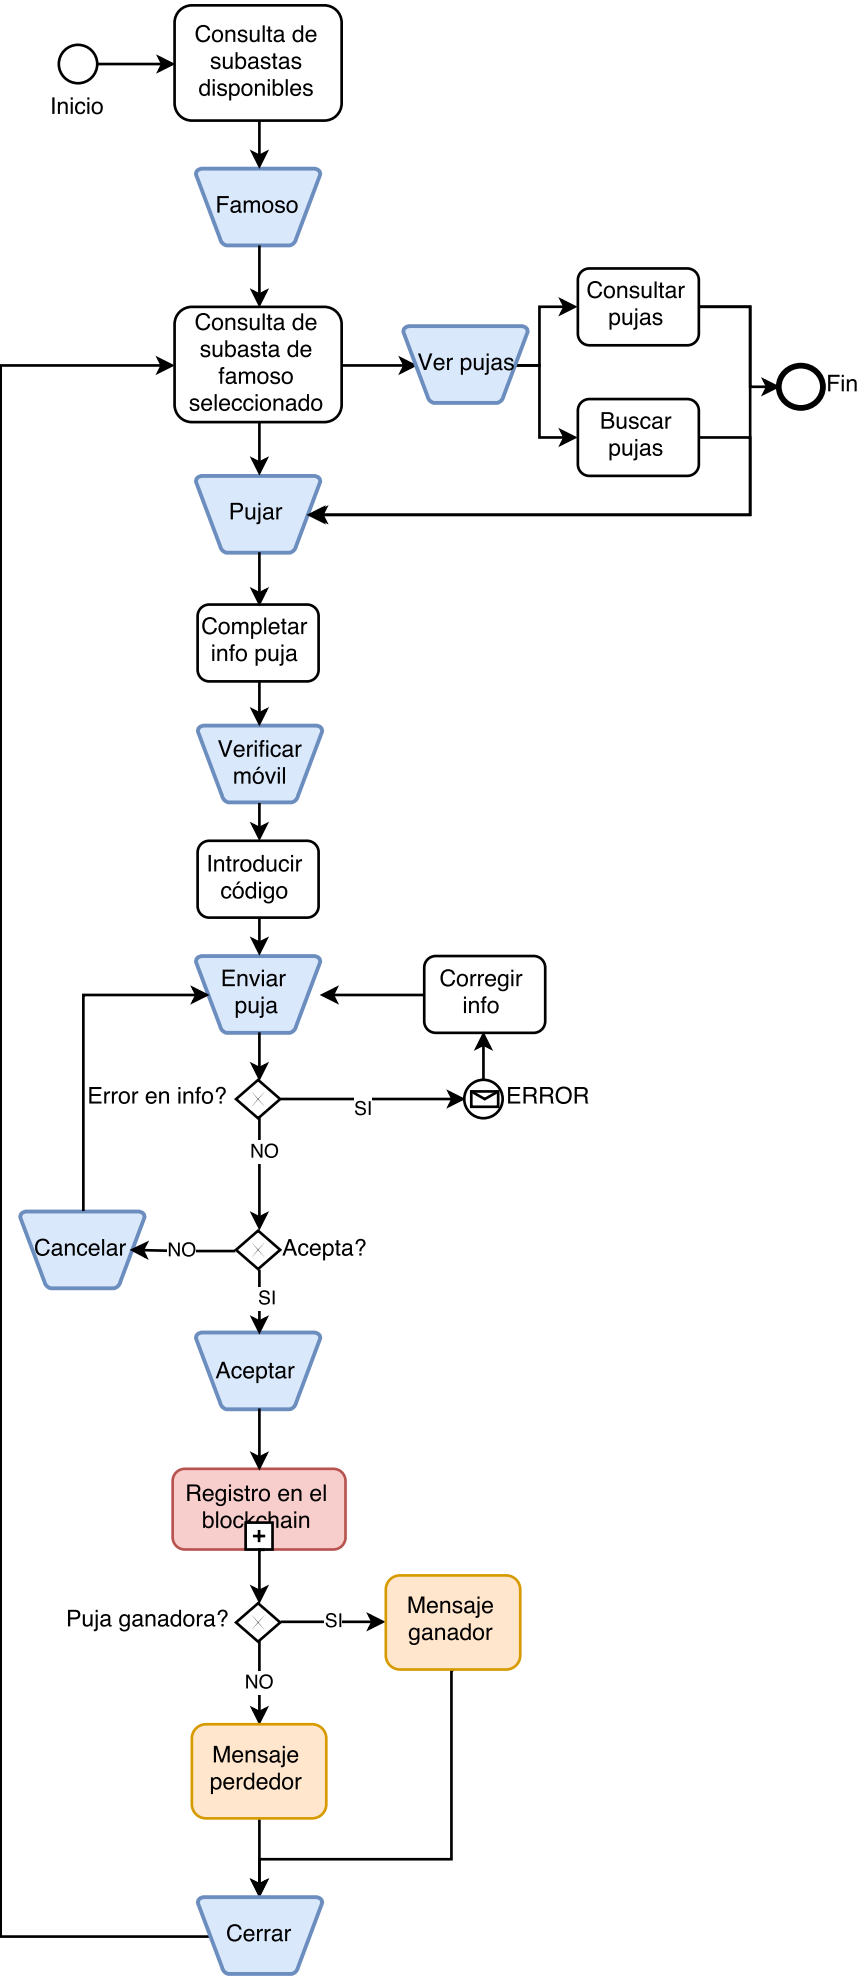 Consulta de
subastas
disponibles
Inicio
Famoso
Consulta de
subasta de
famoso
seleccionado
Ver pujas
Consultar
pujas
Fin
Buscar
pujas
Pujar
Completar
info puja
Verificar
móvil
Introducir
código
Enviar
puja
Corregir
info
Error en info?
SI
ERROR
NO
Cancelar
NO
Acepta?
SI
Aceptar
Registro en el
blockchain
Puja ganadora?
SI
Mensaje
ganador
NO
Mensaje
perdedor
Cerrar